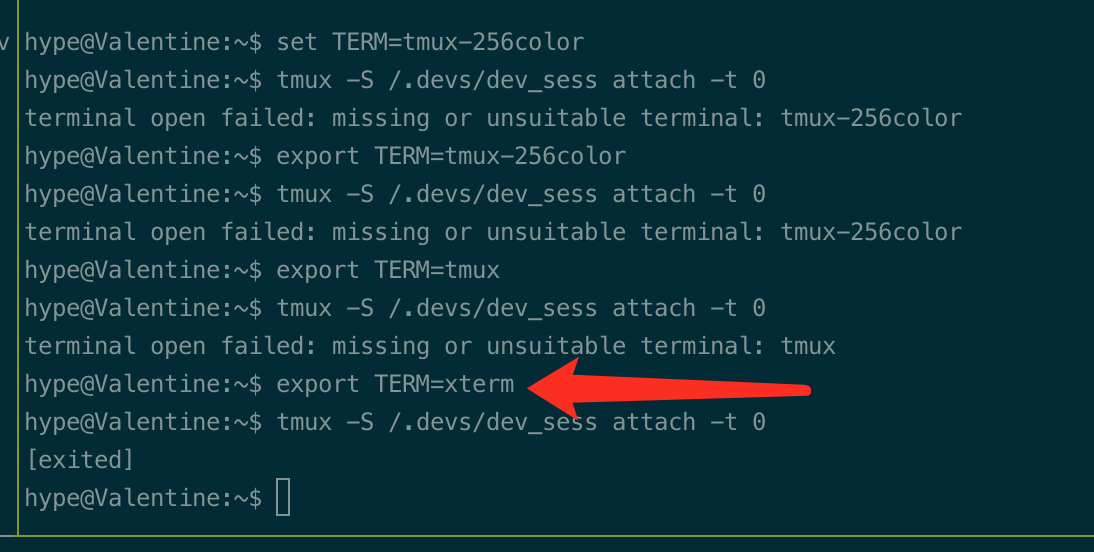 v hype@Valentine:~$ set TERM=tmux-256color
hype@Valentine:~$ tmux -S /.devs/dev_sess attach -t 0
terminal open failed: missing or unsuitable terminal: tmux-256color
hype@Valentine:~$ export TERM=tmux-256color
hype@Valentine:~$ tmux -S /.devs/dev_sess attach -t 0
terminal open failed: missing or unsuitable terminal: tmux-256color
hype@Valentine:~$ export TERM=tmux
hype@Valentine:~$ tmux -S /.devs/dev_sess attach -t 0
terminal open failed: missing or unsuitable terminal: tmux
hype@Valentine:~$ export TERM=xterm
hype@Valentine:~$ tmux -S /.devs/dev_sess attach -t 0
[exited]
hype@Valentine:~$